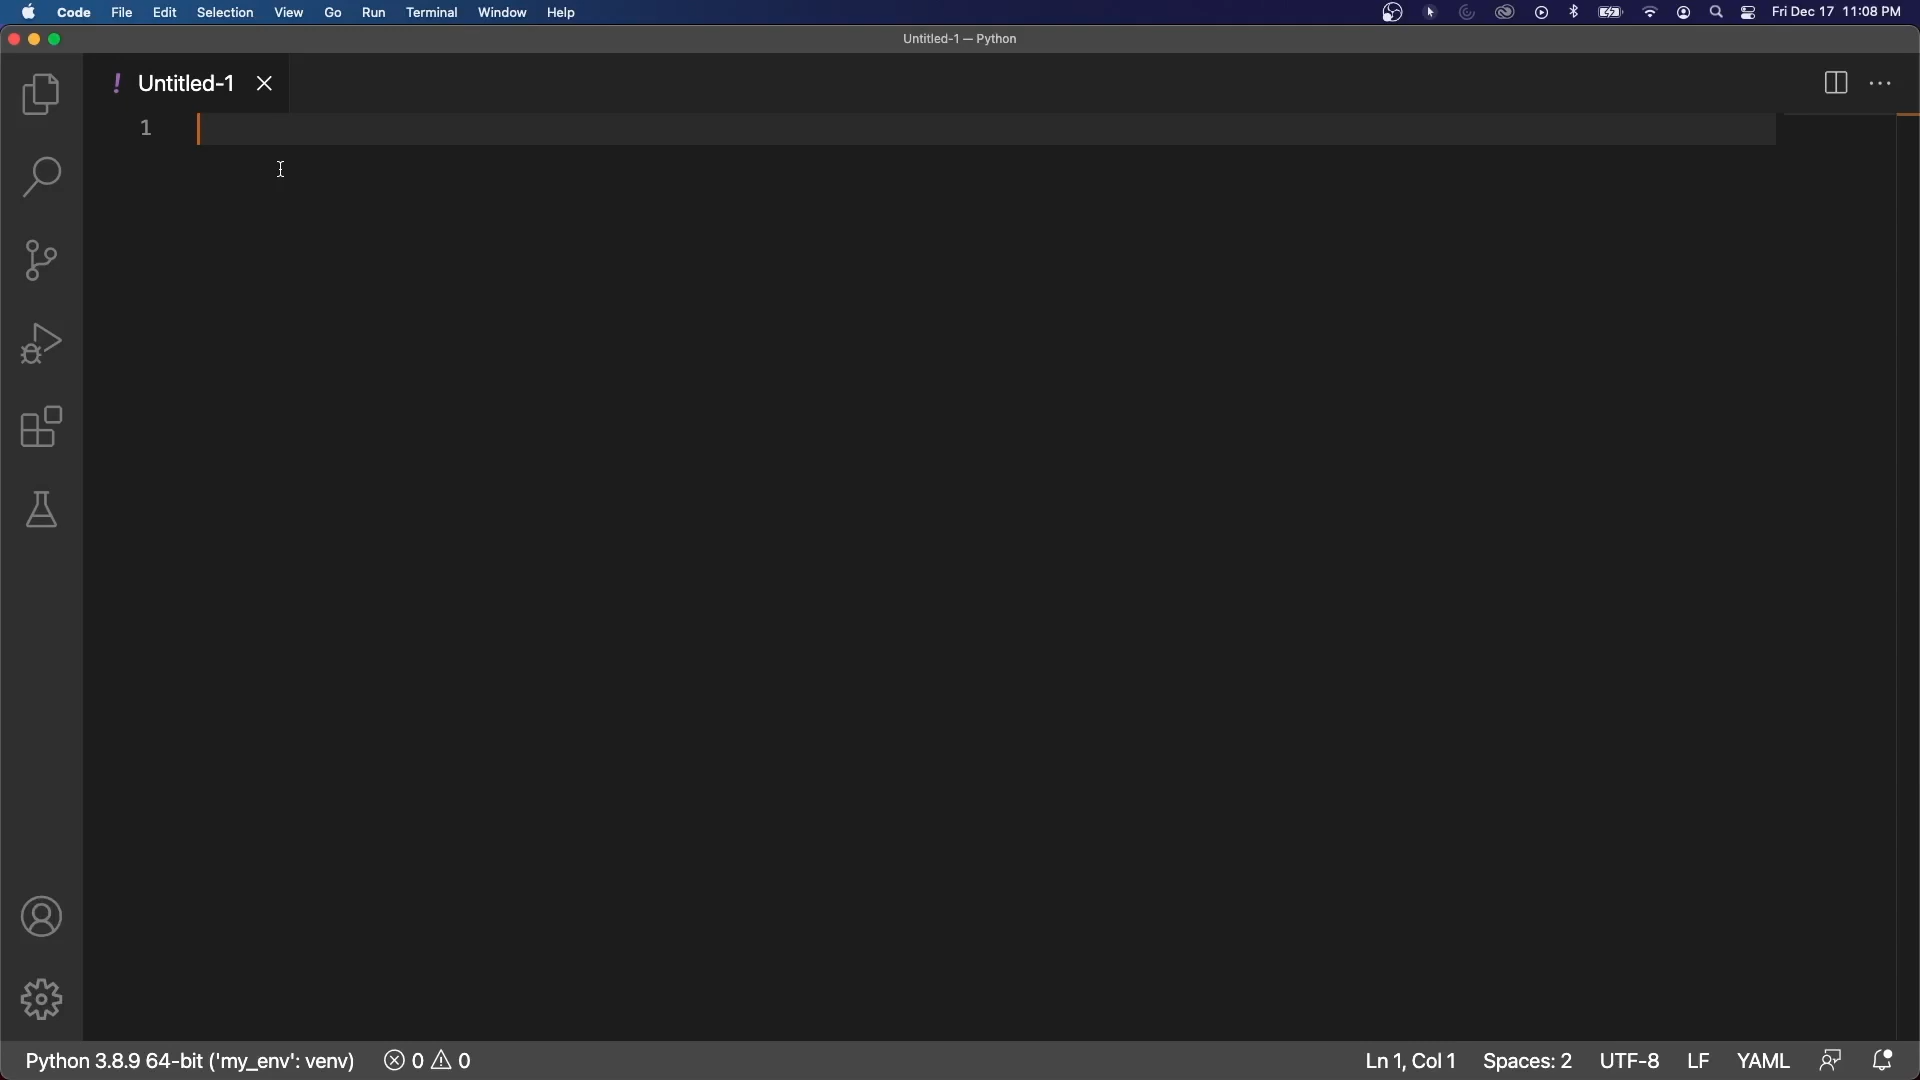 Code File Edit Selection View Go Run Terminal Window Help Fri Dec 17 11:08 PM
Untitled-1 — Python
! Untitled-1
1
Python 3.8.9 64-bit ('my_env': venv) 0 0 Ln 1, Col 1 Spaces: 2 UTF-8 LF YAML